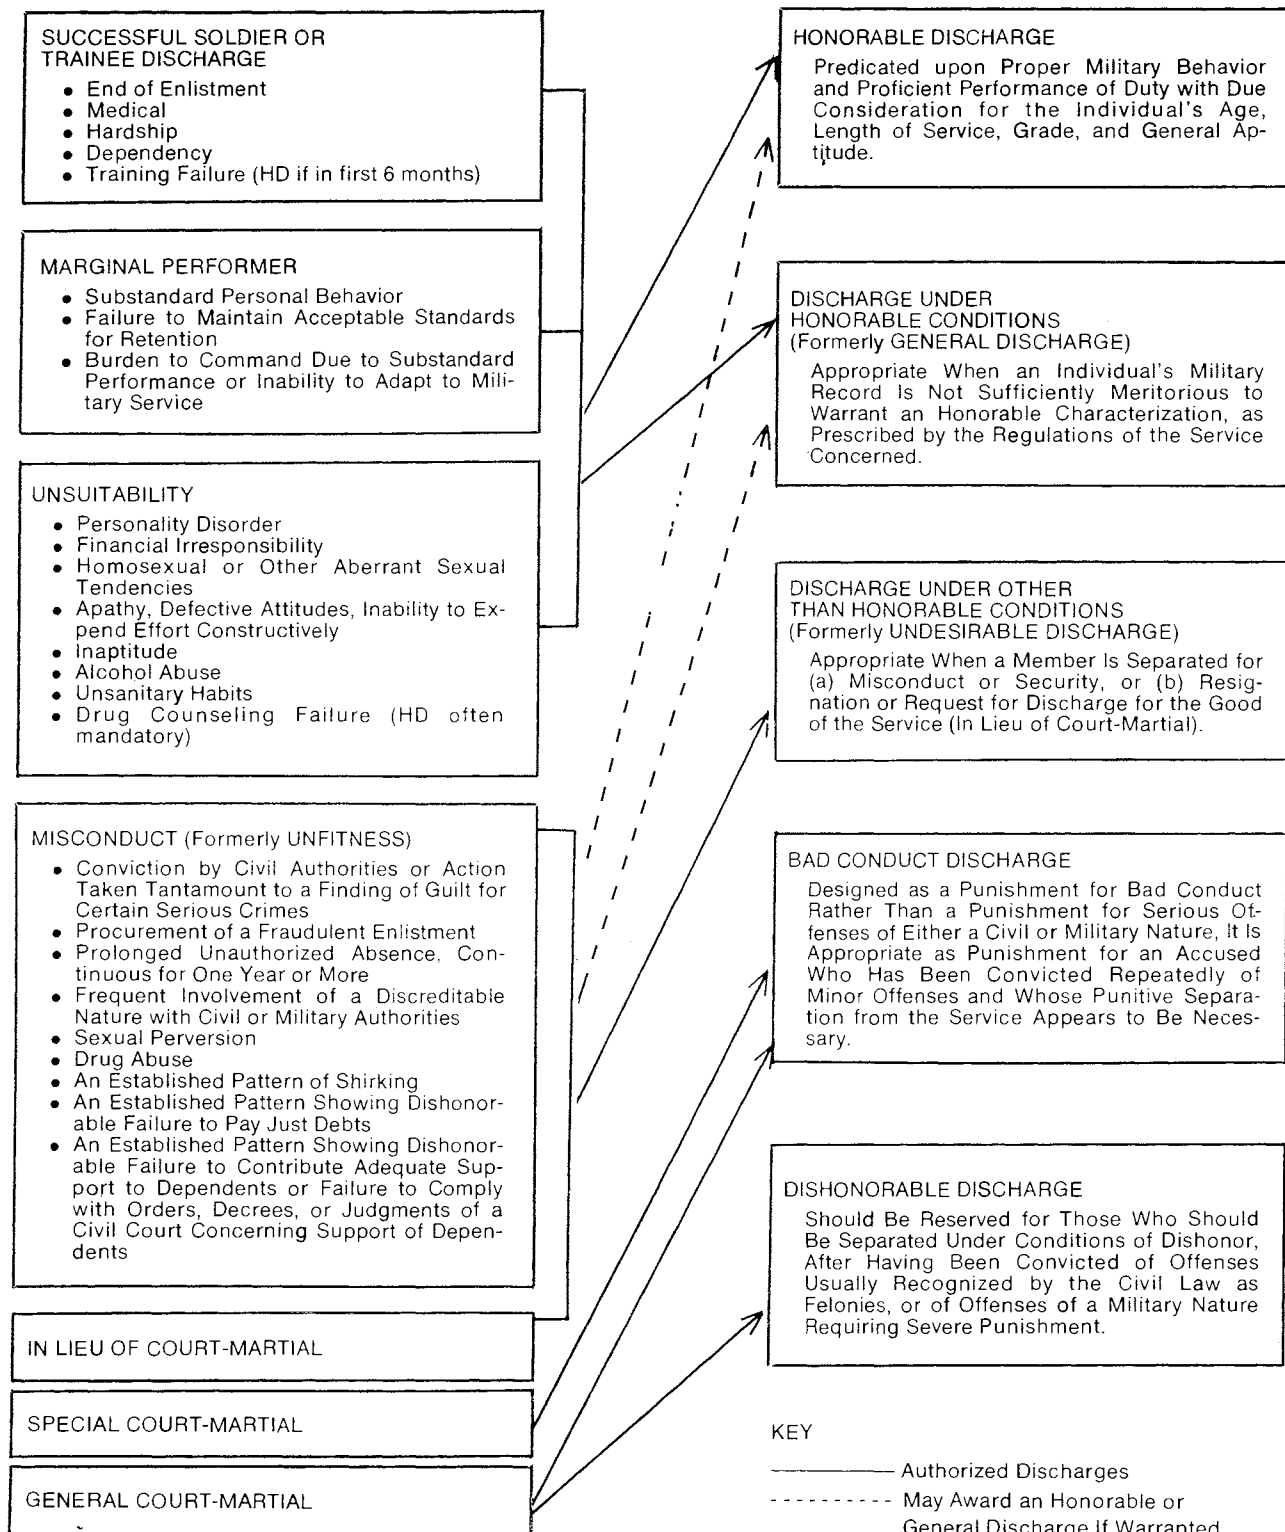 SUCCESSFUL SOLDIER OR
TRAINEE DISCHARGE
• End of Enlistment
• Medical
• Hardship
• Dependency
• Training Failure (HD if in first 6 months)
MARGINAL PERFORMER
• Substandard Personal Behavior
• Failure to Maintain Acceptable Standards
for Retention
• Burden to Command Due to Substandard
Performance or Inability to Adapt to Mili-
tary Service
UNSUITABILITY
• Personality Disorder
• Financial Irresponsibility
• Homosexual or Other Aberrant Sexual
Tendencies
• Apathy, Defective Attitudes, Inability to Ex-
pend Effort Constructively
• Inaptitude
• Alcohol Abuse
• Unsanitary Habits
• Drug Counseling Failure (HD often
mandatory)
MISCONDUCT (Formerly UNFITNESS)
• Conviction by Civil Authorities or Action
Taken Tantamount to a Finding of Guilt for
Certain Serious Crimes
• Procurement of a Fraudulent Enlistment
• Prolonged Unauthorized Absence, Con-
tinuous for One Year or More
• Frequent Involvement of a Discreditable
Nature with Civil or Military Authorities
• Sexual Perversion
• Drug Abuse
• An Established Pattern of Shirking
• An Established Pattern Showing Dishonor-
able Failure to Pay Just Debts
• An Established Pattern Showing Dishonor-
able Failure to Contribute Adequate Sup-
port to Dependents or Failure to Comply
with Orders, Decrees, or Judgments of a
Civil Court Concerning Support of Depen-
dents
IN LIEU OF COURT-MARTIAL
SPECIAL COURT-MARTIAL
GENERAL COURT-MARTIAL
HONORABLE DISCHARGE
Predicated upon Proper Military Behavior
and Proficient Performance of Duty with Due
Consideration for the Individual's Age,
Length of Service, Grade, and General Ap-
titude.
DISCHARGE UNDER
HONORABLE CONDITIONS
(Formerly GENERAL DISCHARGE)
Appropriate When an Individual's Military
Record Is Not Sufficiently Meritorious to
Warrant an Honorable Characterization, as
Prescribed by the Regulations of the Service
Concerned.
DISCHARGE UNDER OTHER
THAN HONORABLE CONDITIONS
(Formerly UNDESIRABLE DISCHARGE)
Appropriate When a Member Is Separated for
(a) Misconduct or Security, or (b) Resig-
nation or Request for Discharge for the Good
of the Service (In Lieu of Court-Martial).
BAD CONDUCT DISCHARGE
Designed as a Punishment for Bad Conduct
Rather Than a Punishment for Serious Of-
fenses of Either a Civil or Military Nature, It Is
Appropriate as Punishment for an Accused
Who Has Been Convicted Repeatedly of
Minor Offenses and Whose Punitive Separa-
tion from the Service Appears to Be Neces-
sary.
DISHONORABLE DISCHARGE
Should Be Reserved for Those Who Should
Be Separated Under Conditions of Dishonor,
After Having Been Convicted of Offenses
Usually Recognized by the Civil Law as
Felonies, or of Offenses of a Military Nature
Requiring Severe Punishment.
KEY
Authorized Discharges
May Award an Honorable or
General Discharge If Warranted